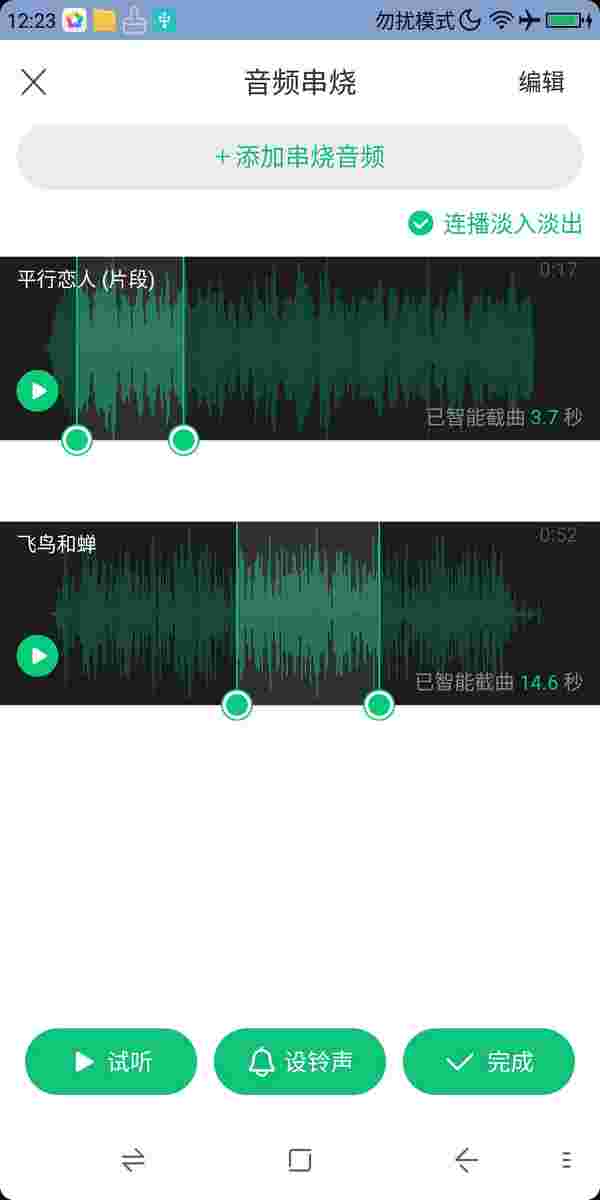 12:23 勿扰模式
音频串烧 编辑
+添加串烧音频
连播淡入淡出
平行恋人 (片段) 0:17
已智能截曲 3.7 秒
飞鸟和蝉 0:52
已智能截曲 14.6 秒
试听 设铃声 完成